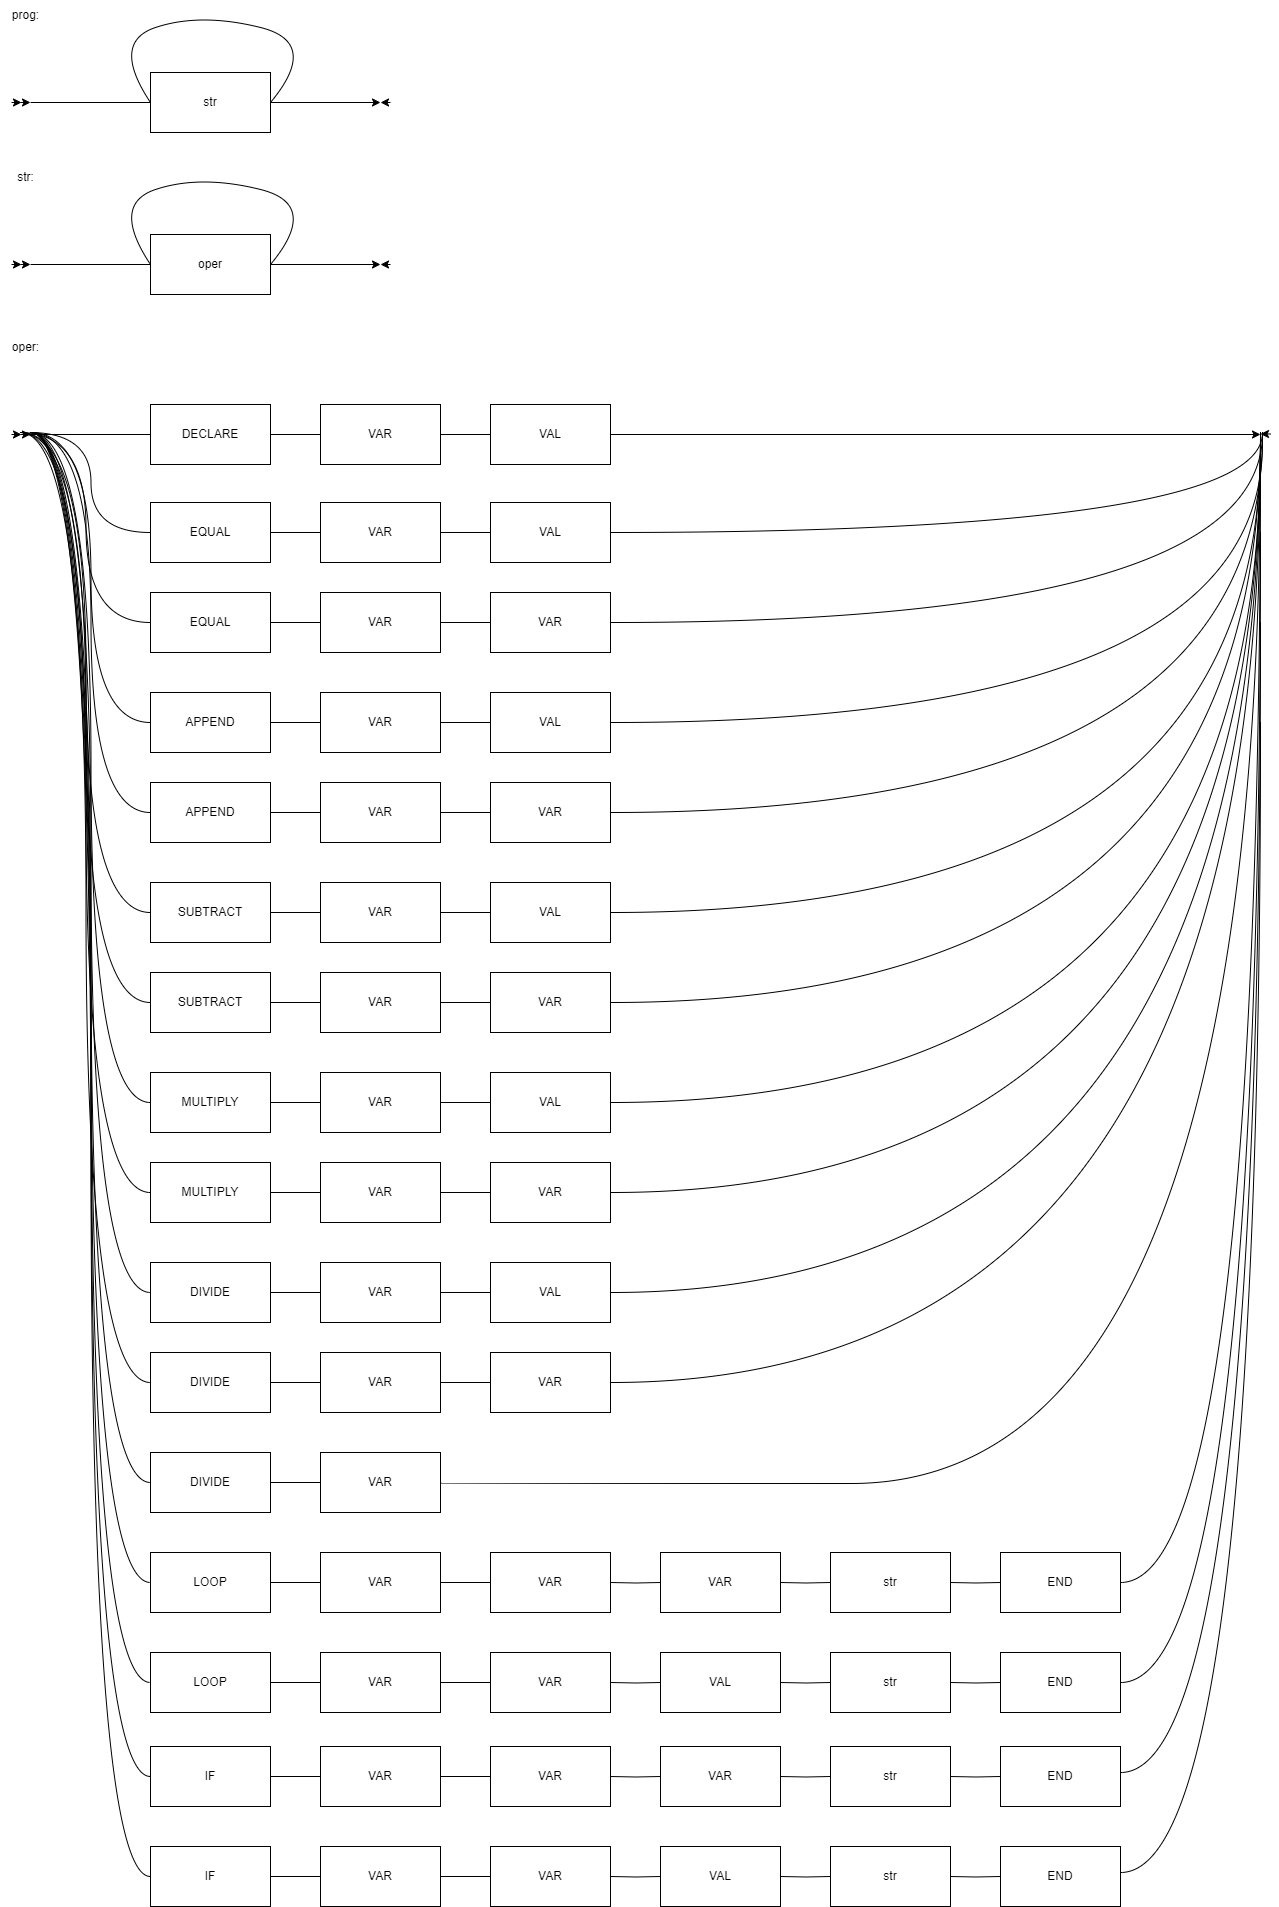 prog:
str
str:
oper
oper:
DECLARE VAR VAL
EQUAL VAR VAL
EQUAL VAR VAR
APPEND VAR VAL
APPEND VAR VAR
SUBTRACT VAR VAL
SUBTRACT VAR VAR
MULTIPLY VAR VAL
MULTIPLY VAR VAR
DIVIDE VAR VAL
DIVIDE VAR VAR
DIVIDE VAR
LOOP VAR VAR VAR str END
LOOP VAR VAR VAL str END
IF VAR VAR VAR str END
IF VAR VAR VAL str END